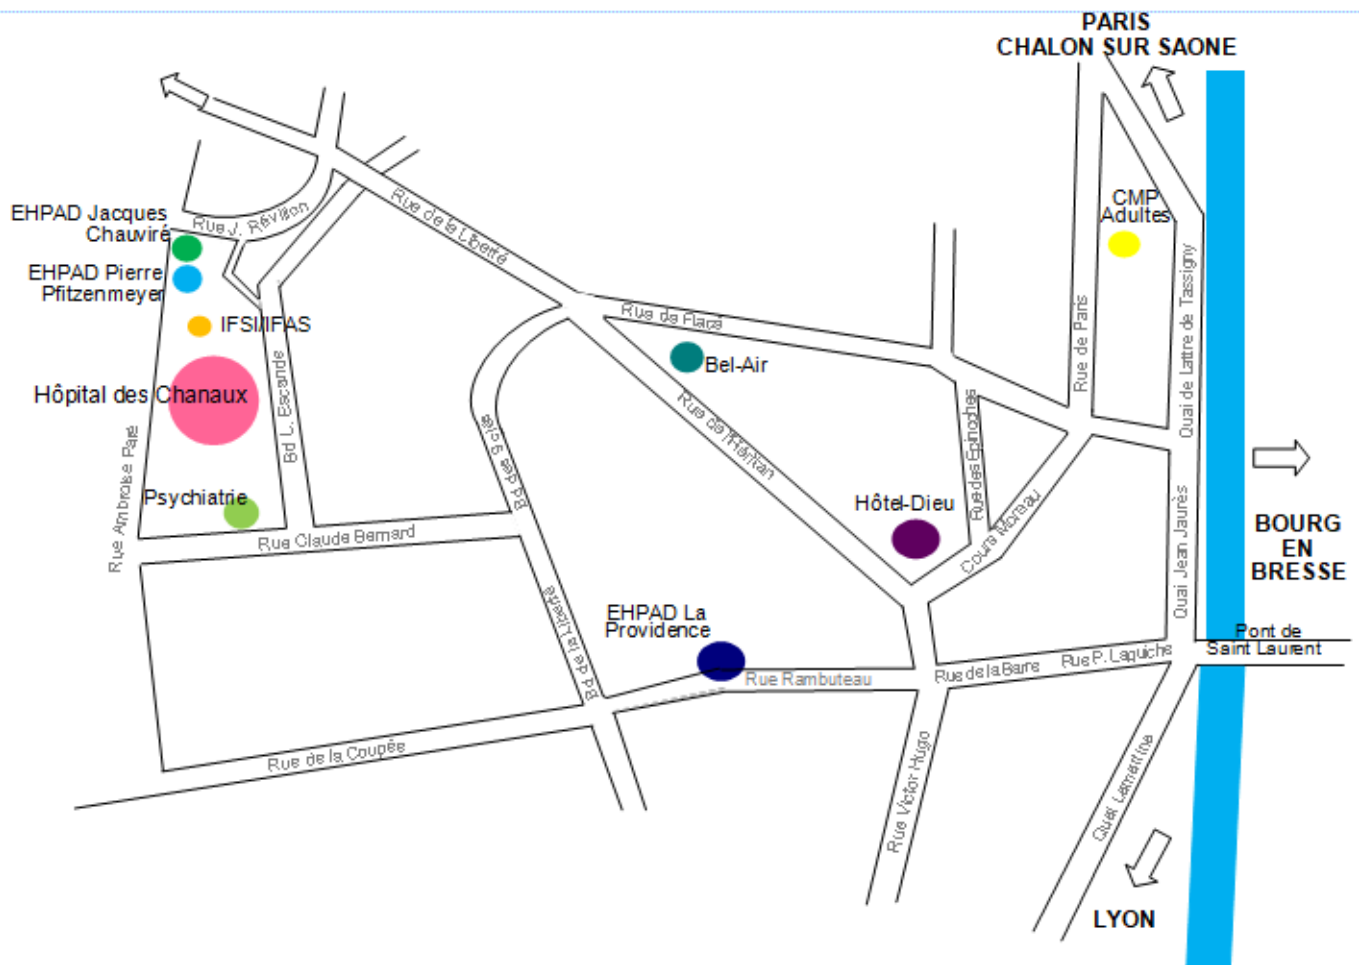 PARIS
CHALON SUR SAONE
EHPAD Jacques
Chauviré
EHPAD Pierre
Pfitzenmeyer
IFSI/IFAS
Hôpital des Chanaux
Psychiatrie
Rue J. Révillon
Rue de la Liberté
Rue Ambroise Paré
Bd L. Escande
Rue Claude Bernard
Bd des 9 clés
Bd de la Liberté
Rue de la Coupée
Rue de Flacé
Bel-Air
Rue de l'Héritan
Hôtel-Dieu
Rue des Epinoches
Cours Moreau
EHPAD La
Providence
Rue Rambuteau
Rue de la Barre
Rue P. Laquiche
Rue Victor Hugo
CMP
Adultes
Rue de Paris
Quai de Lattre de Tassigny
Quai Jean Jaurès
BOURG
EN
BRESSE
Pont de
Saint Laurent
Quai Lamartine
LYON